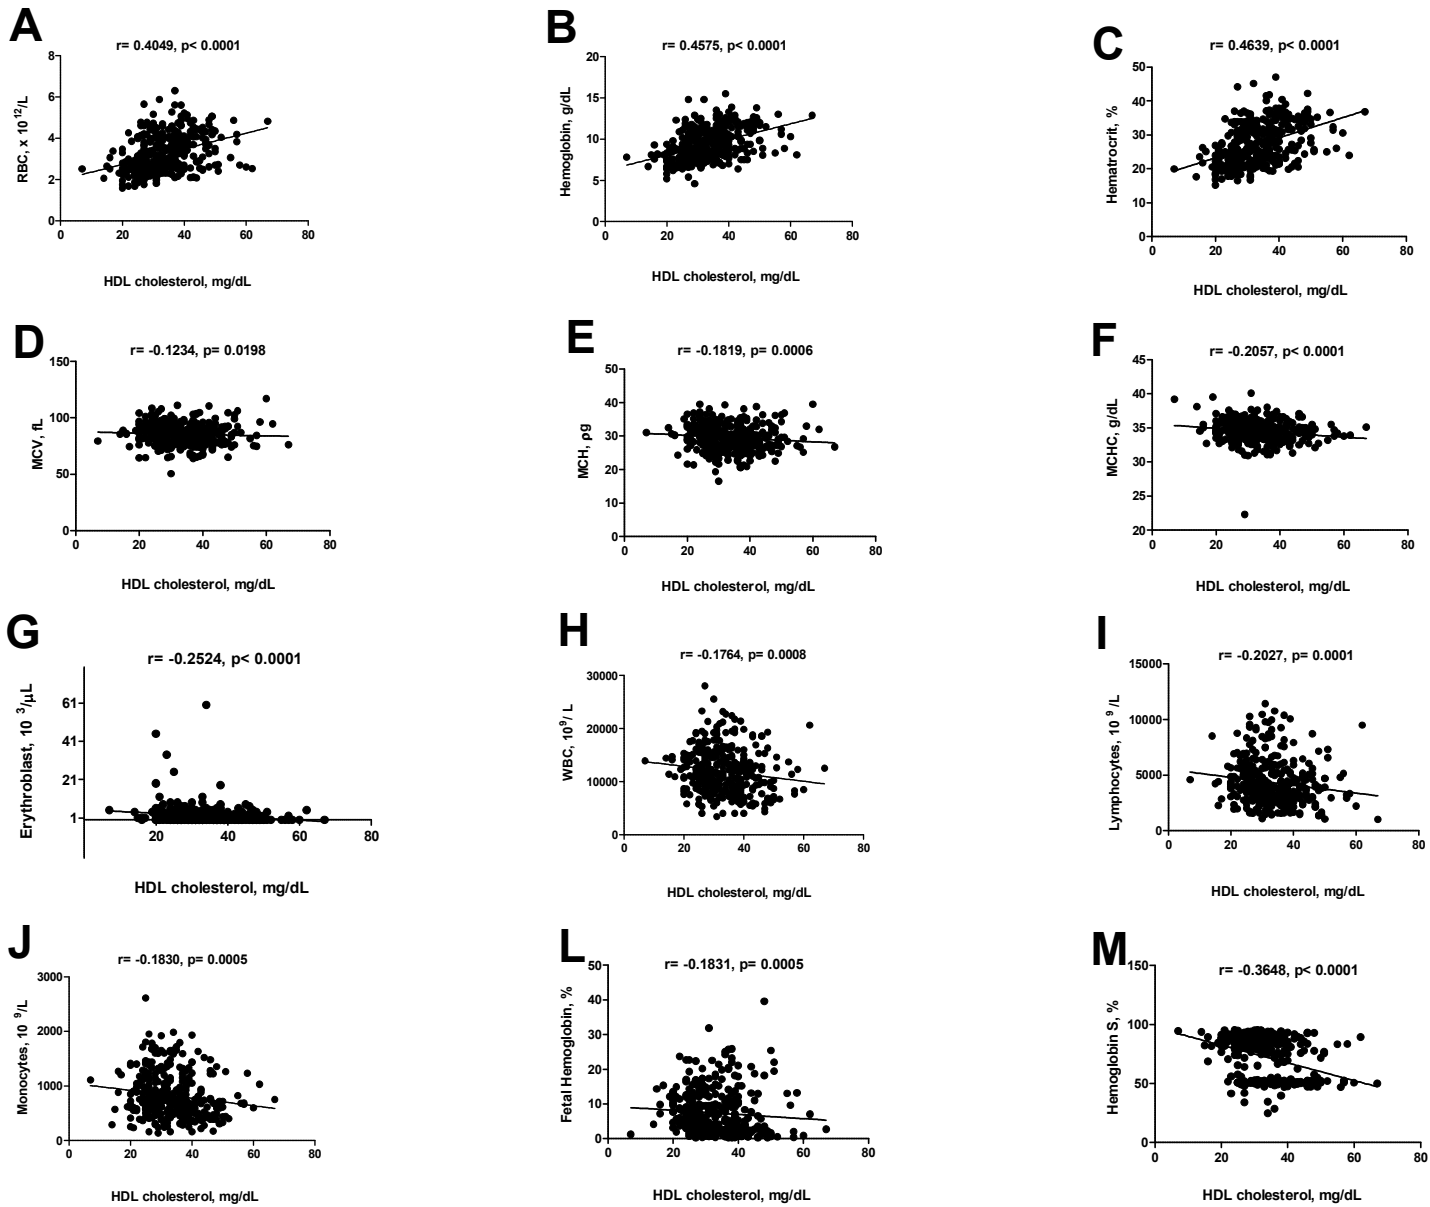 A
r= 0.4049, p< 0.0001
RBC, x 10¹²/L
8
6
4
2
0
0 20 40 60 80
HDL cholesterol, mg/dL
B
r= 0.4575, p< 0.0001
Hemoglobin, g/dL
20
15
10
5
0
0 20 40 60 80
HDL cholesterol, mg/dL
C
r= 0.4639, p< 0.0001
Hematrocrit, %
50
40
30
20
10
0
0 20 40 60 80
HDL cholesterol, mg/dL
D
r= -0.1234, p= 0.0198
MCV, fL
150
100
50
0
0 20 40 60 80
HDL cholesterol, mg/dL
E
r= -0.1819, p= 0.0006
MCH, ρg
50
40
30
20
10
0
0 20 40 60 80
HDL cholesterol, mg/dL
F
r= -0.2057, p< 0.0001
MCHC, g/dL
45
40
35
30
25
20
0 20 40 60 80
HDL cholesterol, mg/dL
G
r= -0.2524, p< 0.0001
Erythroblast, 10 ³/μL
61
41
21
1
20 40 60 80
HDL cholesterol, mg/dL
H
r= -0.1764, p= 0.0008
WBC, 10⁹/ L
30000
20000
10000
0
0 20 40 60 80
HDL cholesterol, mg/dL
I
r= -0.2027, p= 0.0001
Lymphocytes, 10 ⁹ /L
15000
10000
5000
0
0 20 40 60 80
HDL cholesterol, mg/dL
J
r= -0.1830, p= 0.0005
Monocytes, 10 ⁹/L
3000
2000
1000
0
0 20 40 60 80
HDL cholesterol, mg/dL
L
r= -0.1831, p= 0.0005
Fetal Hemoglobin, %
50
40
30
20
10
0
0 20 40 60 80
HDL cholesterol, mg/dL
M
r= -0.3648, p< 0.0001
Hemoglobin S, %
150
100
50
0
0 20 40 60 80
HDL cholesterol, mg/dL